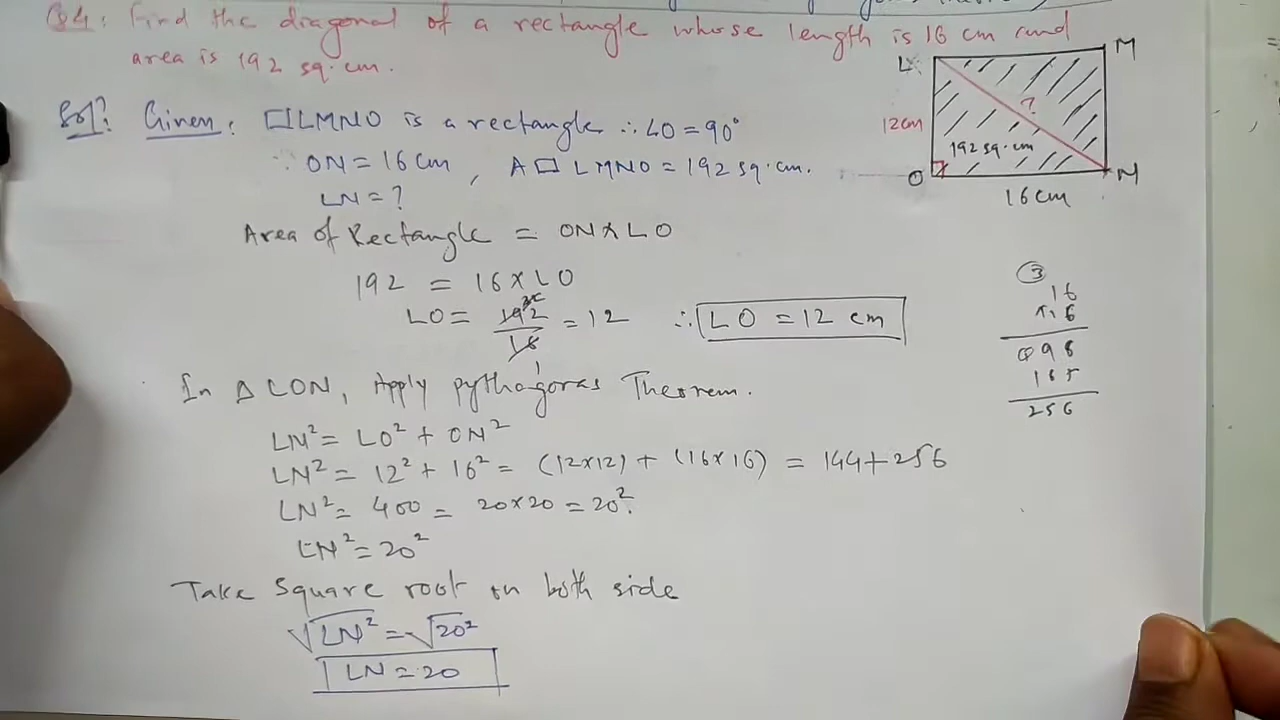 Q4: Find the diagonal of a rectangle whose length is 16 cm and
area is 192 sq.cm.
Sol?: Given: □LMNO is a rectangle ∴ ∠O = 90°
∵ ON = 16 cm, A □ LMNO = 192 sq.cm.
LN = ?
Area of Rectangle = ON × LO
192 = 16 × LO
LO = 192/16 = 12 ∴ LO = 12 cm
In △ LON, Apply pythagoras Theorem.
LN² = LO² + ON²
LN² = 12² + 16² = (12×12) + (16×16) = 144 + 256
LN² = 400 = 20×20 = 20².
LN² = 20²
Take square root on both side
√LN² = √20²
LN = 20
L
M
12cm
?
192 sq.cm
O
N
16cm
3
16
256